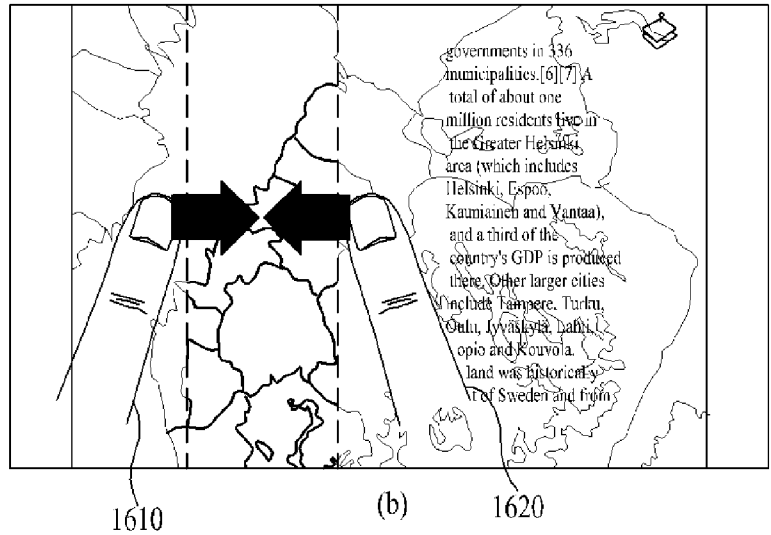 governments in 336
municipalities.[6][7] A
total of about one
million residents live in
the Greater Helsinki
area (which includes
Helsinki, Espoo,
Kauniainen and Vantaa),
and a third of the
country's GDP is produced
there. Other larger cities
include Tampere, Turku,
Oulu, Jyväskylä, Lahti,
opio and Kouvola.
land was historically
t of Sweden and from
1610
(b)
1620